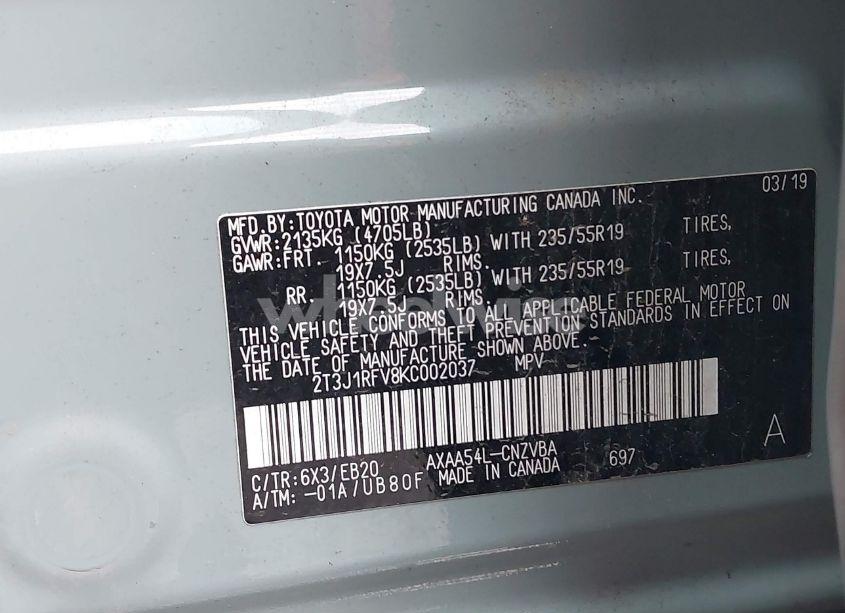 03/19
MFD.BY:TOYOTA MOTOR MANUFACTURING CANADA INC.
GVWR:2135KG (4705LB)
GAWR:FRT. 1150KG (2535LB) WITH 235/55R19 TIRES,
19X7.5J RIMS.
RR. 1150KG (2535LB) WITH 235/55R19 TIRES,
19X7.5J RIMS.
THIS VEHICLE CONFORMS TO ALL APPLICABLE FEDERAL MOTOR
VEHICLE SAFETY AND THEFT PREVENTION STANDARDS IN EFFECT ON
THE DATE OF MANUFACTURE SHOWN ABOVE.
2T3J1RFV8KC002037 MPV
C/TR:6X3/EB20 AXAA54L-CNZVBA 697 A
A/TM:-01A/UB80F MADE IN CANADA